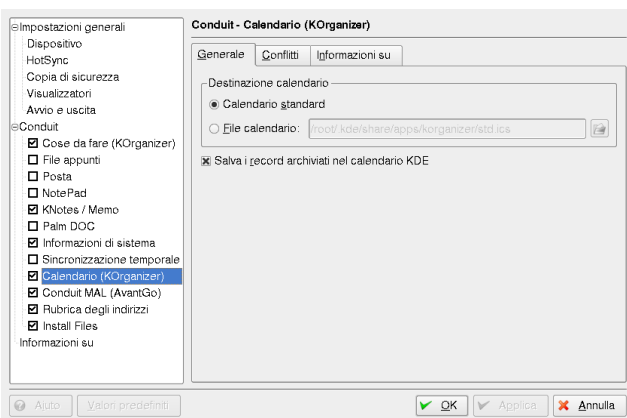 Impostazioni generali
Dispositivo
HotSync
Copia di sicurezza
Visualizzatori
Avvio e uscita
Conduit
Cose da fare (KOrganizer)
File appunti
Posta
NotePad
KNotes / Memo
Palm DOC
Informazioni di sistema
Sincronizzazione temporale
Calendario (KOrganizer)
Conduit MAL (AvantGo)
Rubrica degli indirizzi
Install Files
Informazioni su
Conduit - Calendario (KOrganizer)
Generale Conflitti Informazioni su
Destinazione calendario
Calendario standard
File calendario: /root/.kde/share/apps/korganizer/std.ics
Salva i record archiviati nel calendario KDE
Aiuto Valori predefiniti OK Applica Annulla